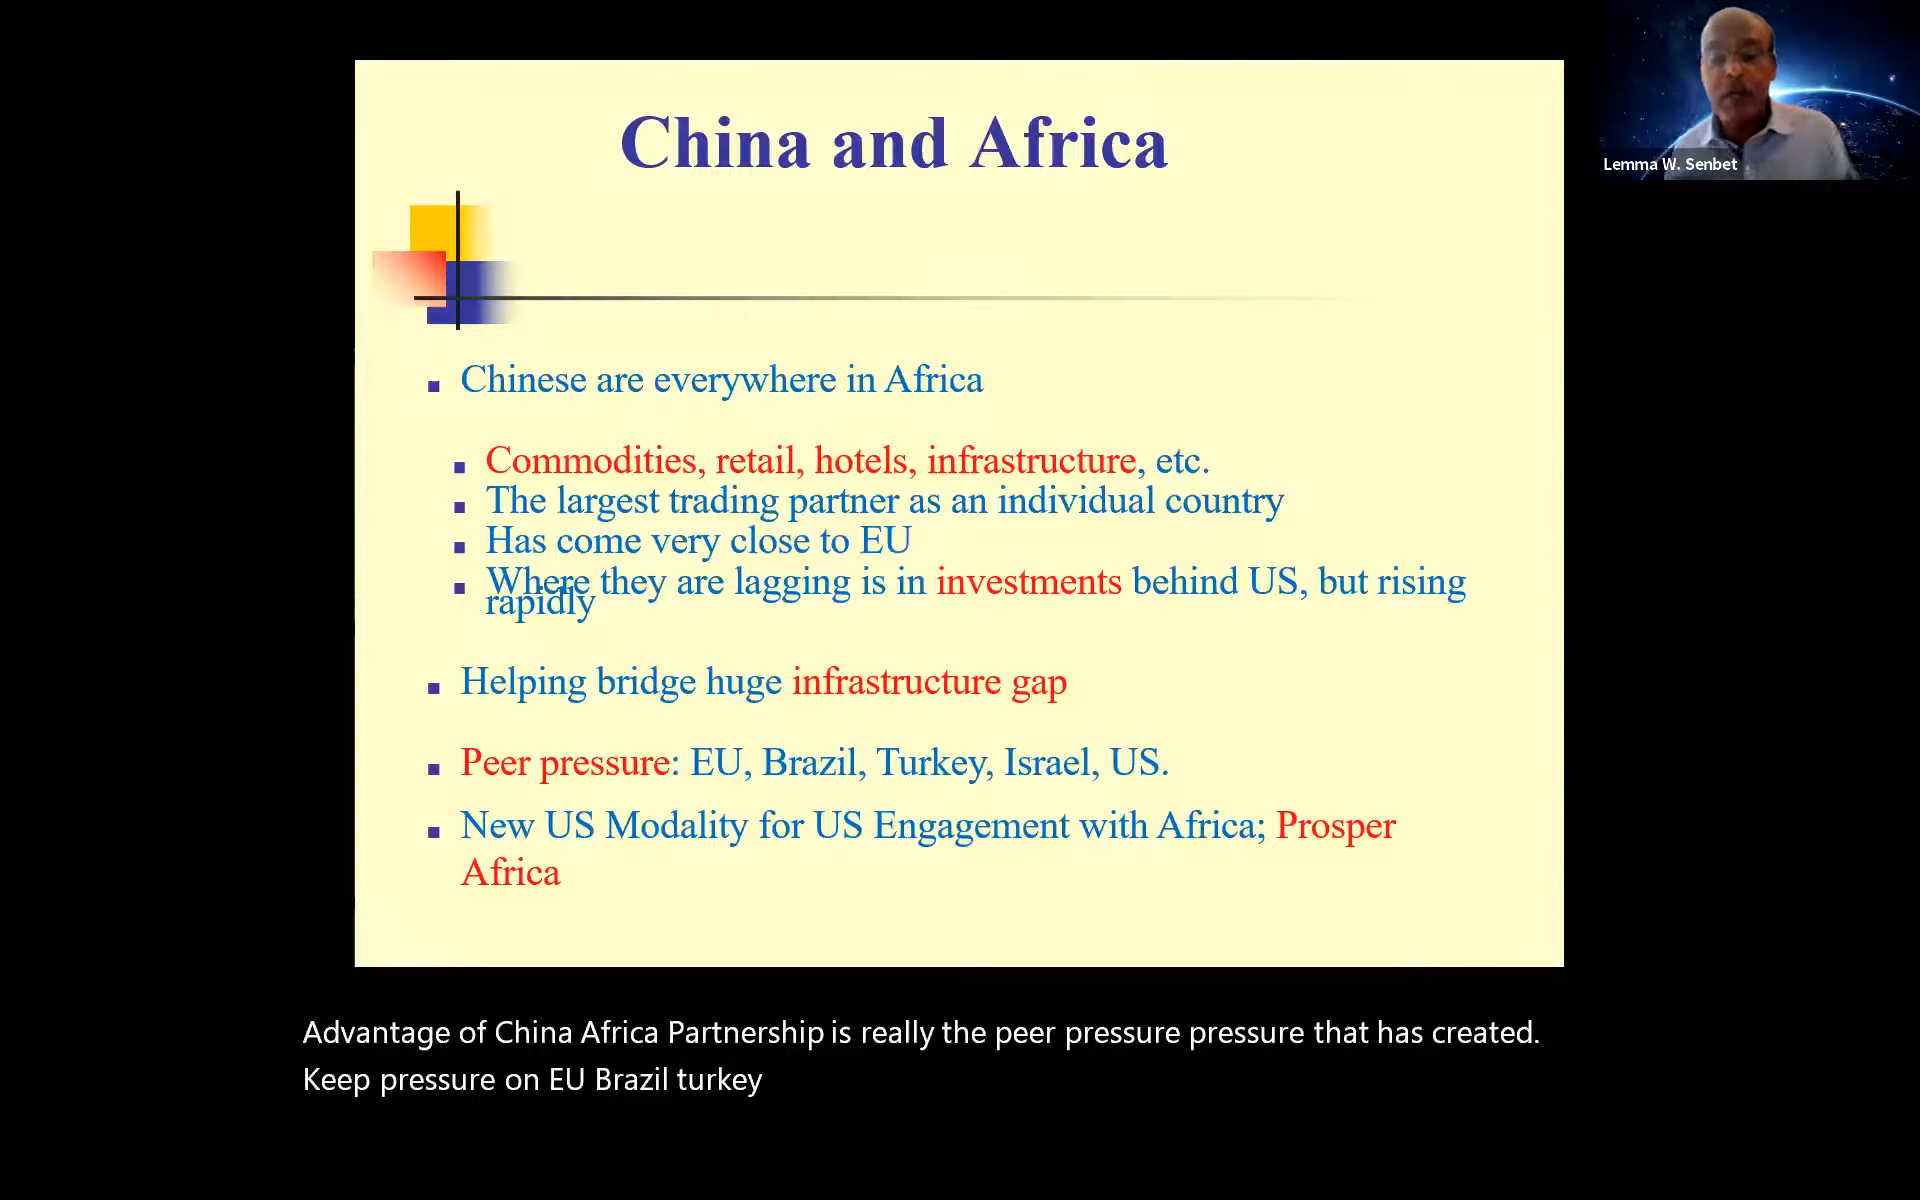 China and Africa
Lemma W. Senbet
Chinese are everywhere in Africa
Commodities, retail, hotels, infrastructure, etc.
The largest trading partner as an individual country
Has come very close to EU
Where they are lagging is in investments behind US, but rising
rapidly
Helping bridge huge infrastructure gap
Peer pressure: EU, Brazil, Turkey, Israel, US.
New US Modality for US Engagement with Africa; Prosper
Africa
Advantage of China Africa Partnership is really the peer pressure pressure that has created.
Keep pressure on EU Brazil turkey